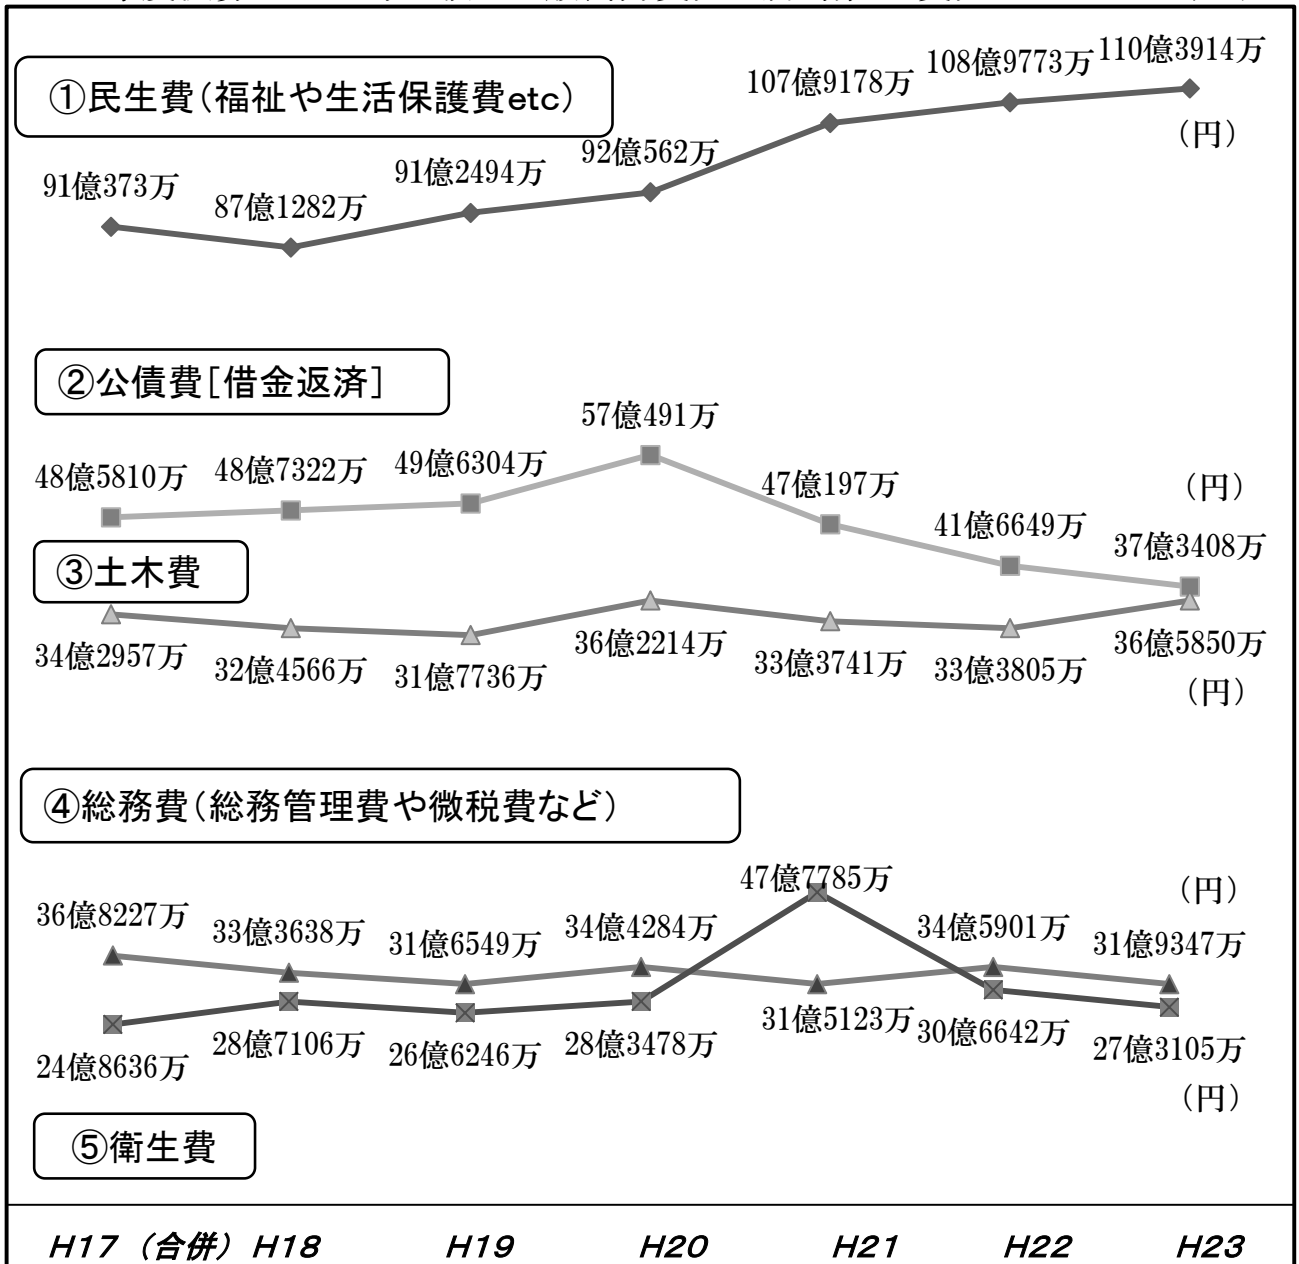 ①民生費(福祉や生活保護費etc)
91億373万
87億1282万
91億2494万
92億562万
107億9178万
108億9773万
110億3914万
(円)
②公債費[借金返済]
48億5810万
48億7322万
49億6304万
57億491万
47億197万
41億6649万
37億3408万
(円)
③土木費
34億2957万
32億4566万
31億7736万
36億2214万
33億3741万
33億3805万
36億5850万
(円)
④総務費(総務管理費や微税費など)
36億8227万
33億3638万
31億6549万
34億4284万
47億7785万
34億5901万
31億9347万
(円)
24億8636万
28億7106万
26億6246万
28億3478万
31億5123万
30億6642万
27億3105万
(円)
⑤衛生費
H17(合併) H18 H19 H20 H21 H22 H23